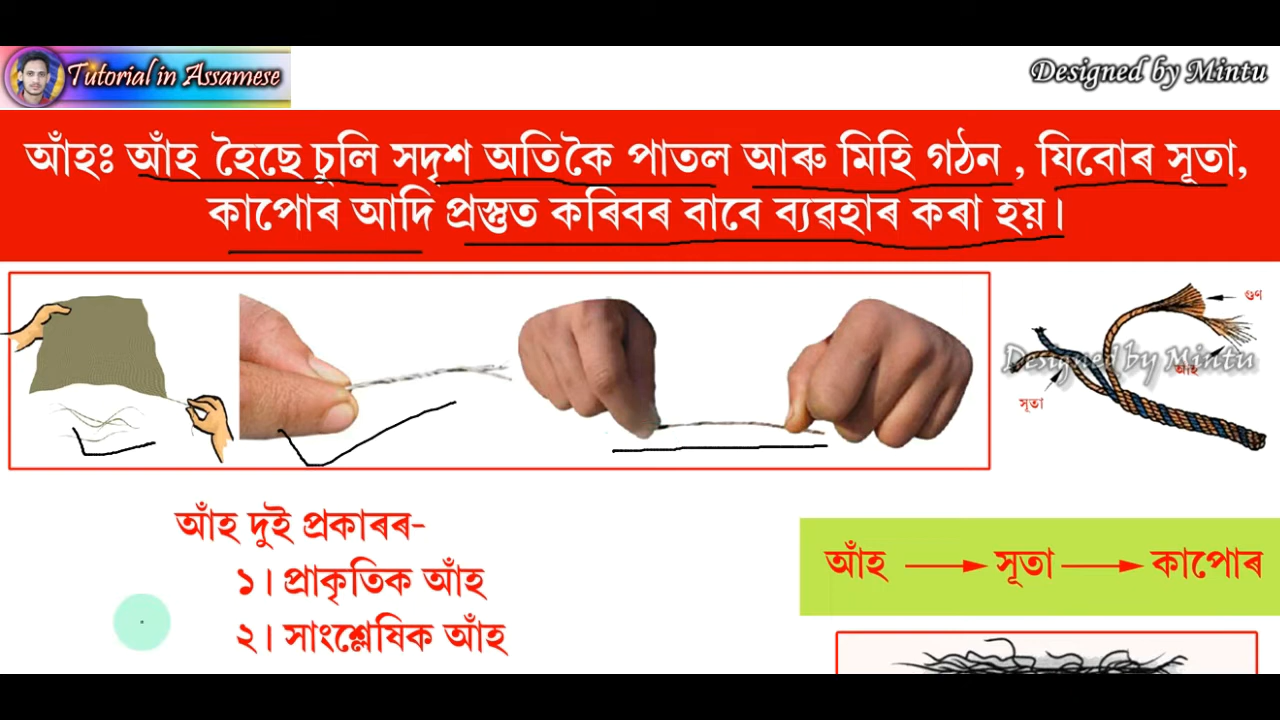 Tutorial in Assamese
Designed by Mintu
আঁহঃ আঁহ হৈছে চুলি সদৃশ অতিকৈ পাতল আৰু মিহি গঠন , যিবোৰ সূতা,
কাপোৰ আদি প্ৰস্তুত কৰিবৰ বাবে ব্যৱহাৰ কৰা হয়।
গুণ
Designed by Mintu
আঁহ
সূতা
আঁহ দুই প্ৰকাৰৰ-
১। প্ৰাকৃতিক আঁহ
২। সাংশ্লেষিক আঁহ
আঁহ → সূতা → কাপোৰ